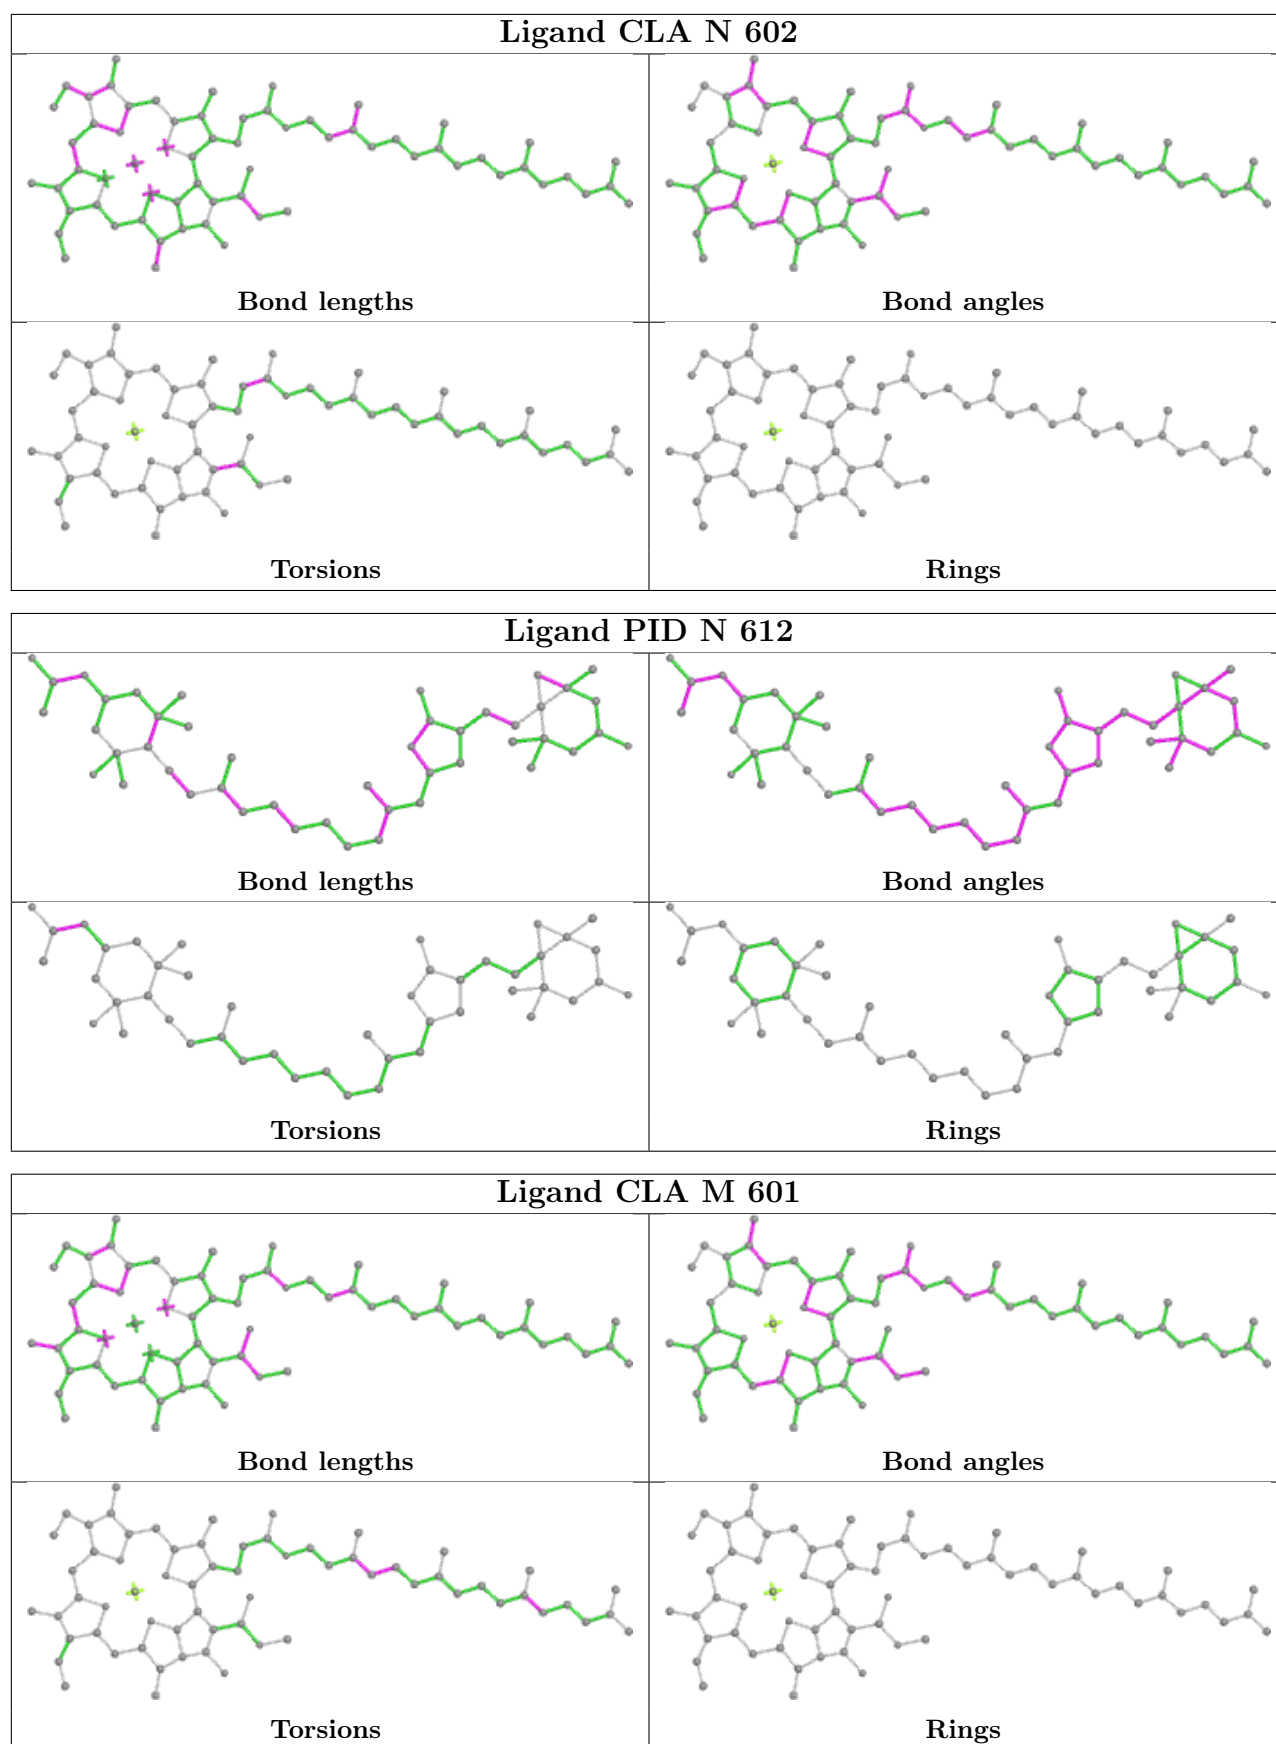 Ligand CLA N 602
Bond lengths
Bond angles
Torsions
Rings
Ligand PID N 612
Bond lengths
Bond angles
Torsions
Rings
Ligand CLA M 601
Bond lengths
Bond angles
Torsions
Rings